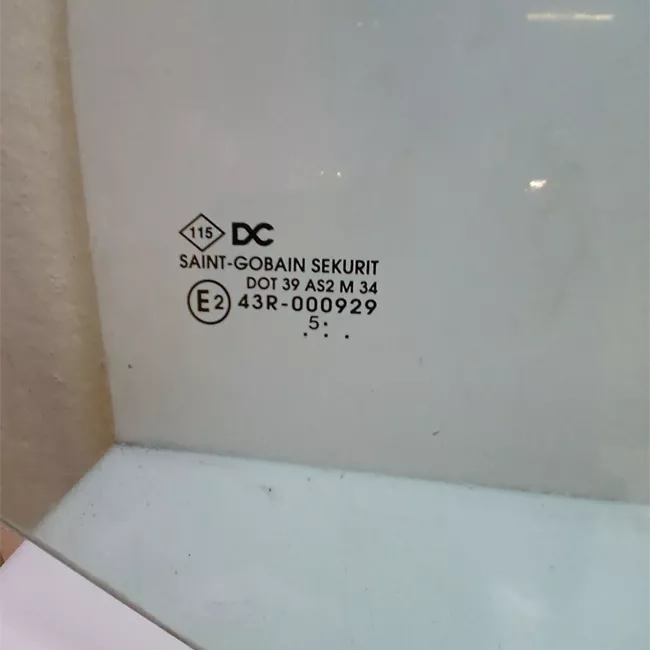 115 DC
SAINT-GOBAIN SEKURIT
DOT 39 AS2 M 34
E2 43R-000929
.5:
. : .